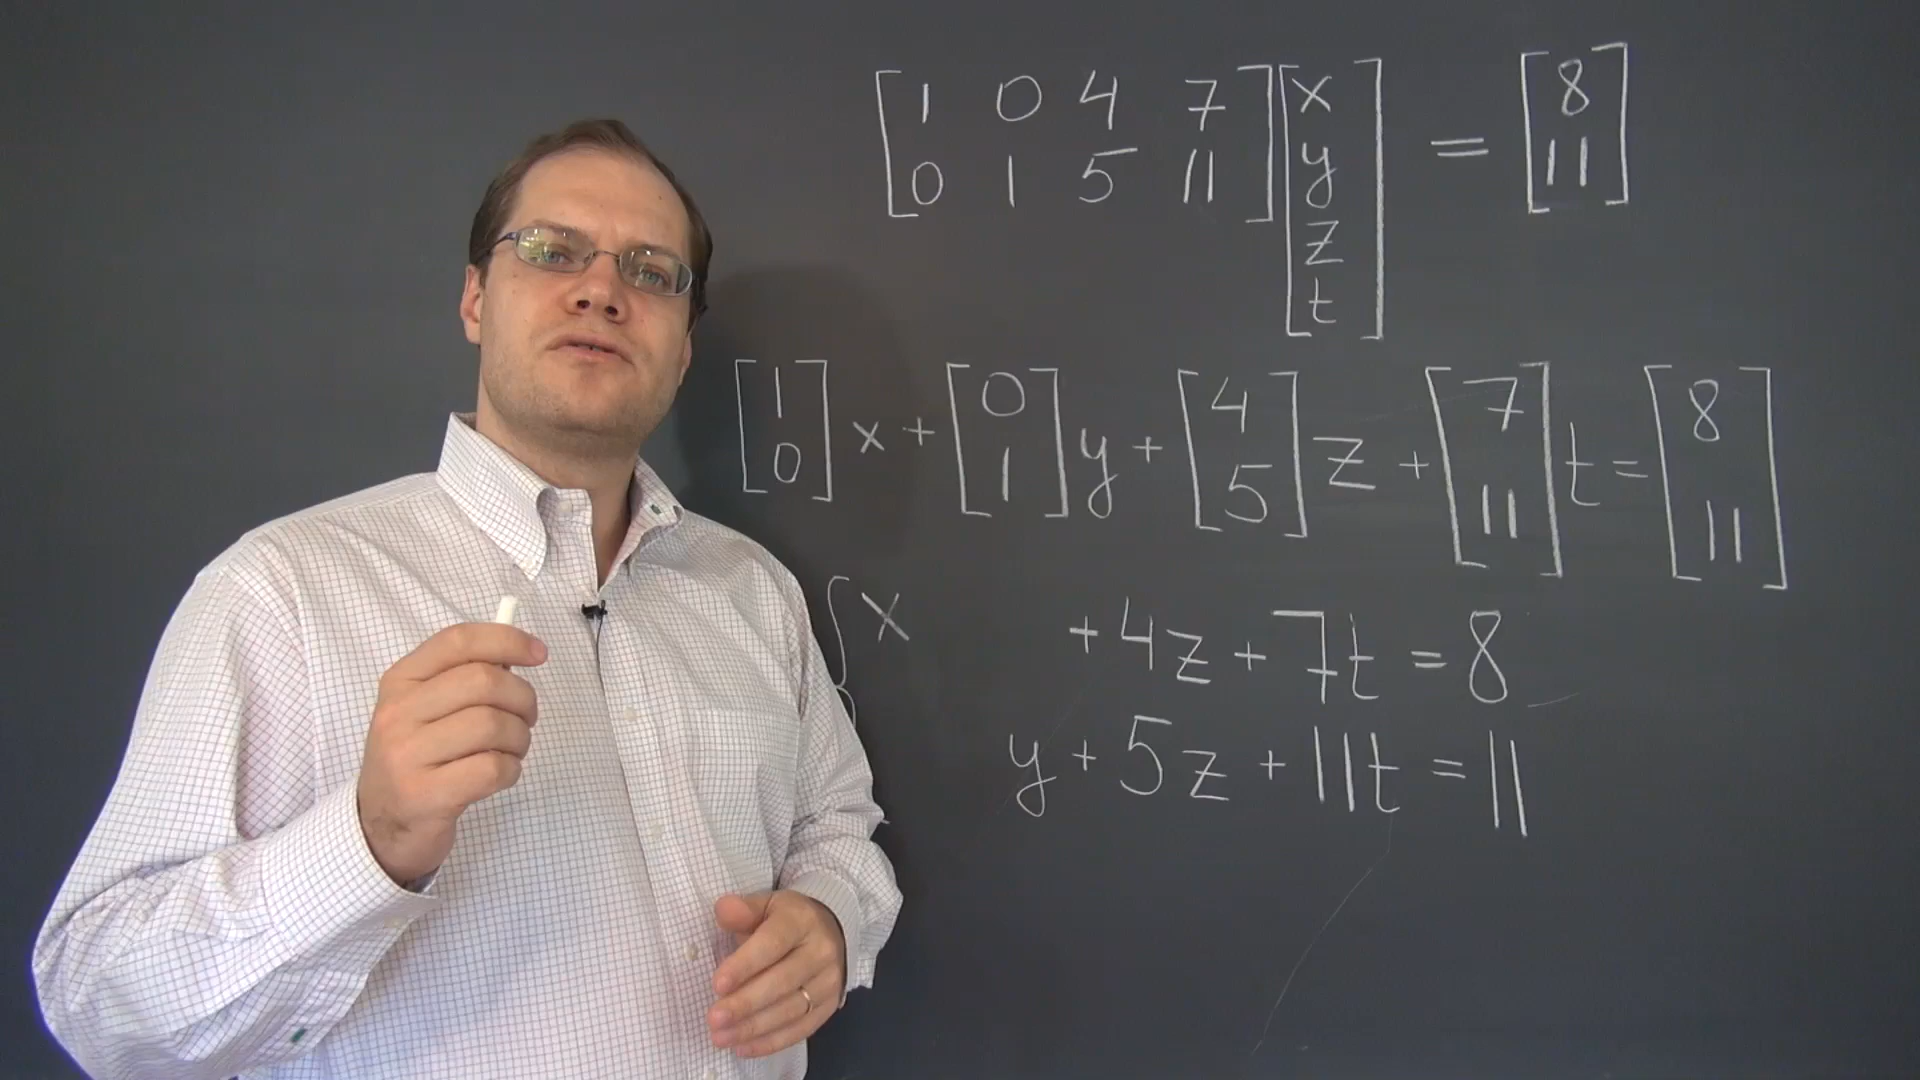 [1 0 4 7] [x] = [8]
[0 1 5 11] [y] [11]
[z]
[t]
[1] x + [0] y + [4] z + [7] t = [8]
[0] [1] [5] [11] [11]
{ x + 4z + 7t = 8
y + 5z + 11t = 11